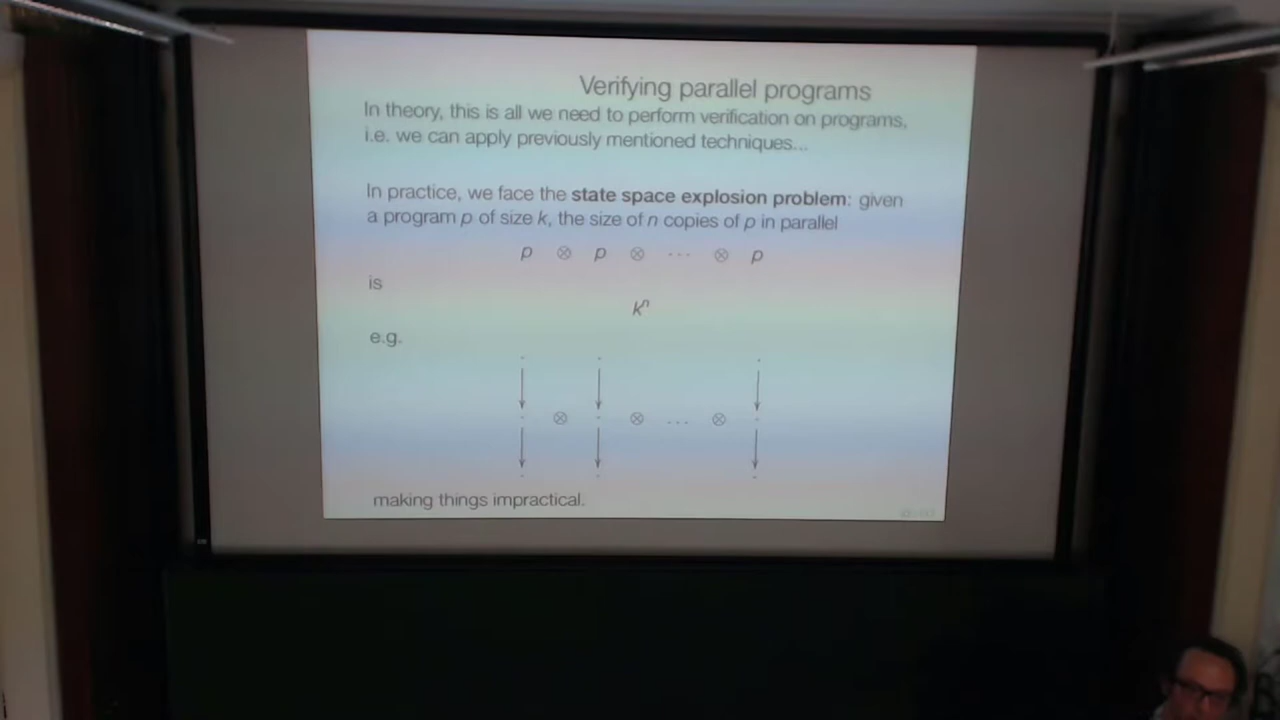 Verifying parallel programs
In theory, this is all we need to perform verification on programs,
i.e. we can apply previously mentioned techniques...
In practice, we face the state space explosion problem: given
a program p of size k, the size of n copies of p in parallel
p ⊗ p ⊗ ⋯ ⊗ p
is
kⁿ
e.g.
⊗ ⊗ ... ⊗
making things impractical.